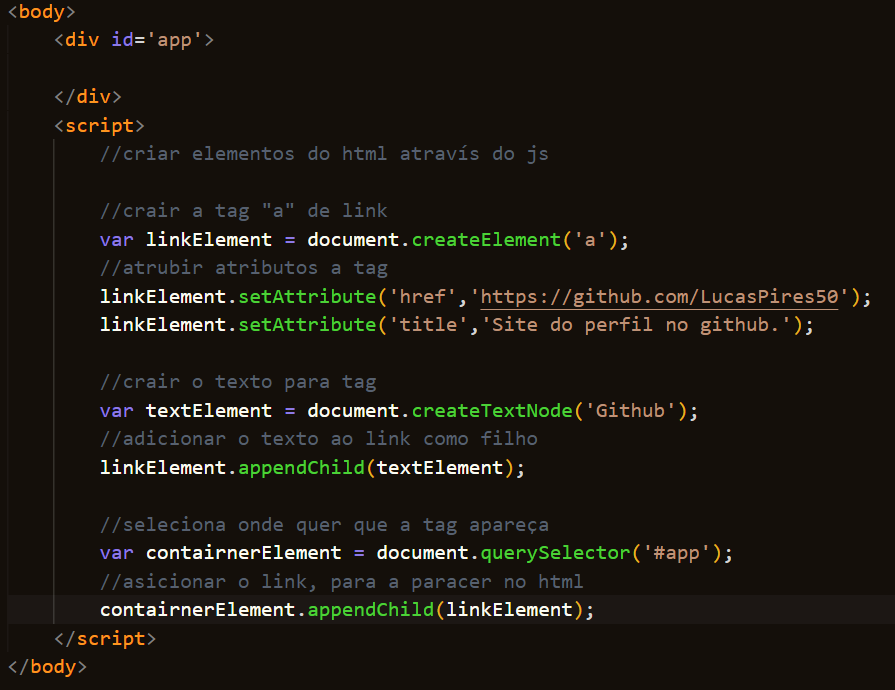 <body>
<div id='app'>
</div>
<script>
//criar elementos do html atravís do js
//crair a tag "a" de link
var linkElement = document.createElement('a');
//atrubir atributos a tag
linkElement.setAttribute('href','https://github.com/LucasPires50');
linkElement.setAttribute('title','Site do perfil no github.');
//crair o texto para tag
var textElement = document.createTextNode('Github');
//adicionar o texto ao link como filho
linkElement.appendChild(textElement);
//seleciona onde quer que a tag apareça
var contairnerElement = document.querySelector('#app');
//asicionar o link, para a paracer no html
contairnerElement.appendChild(linkElement);
</script>
</body>